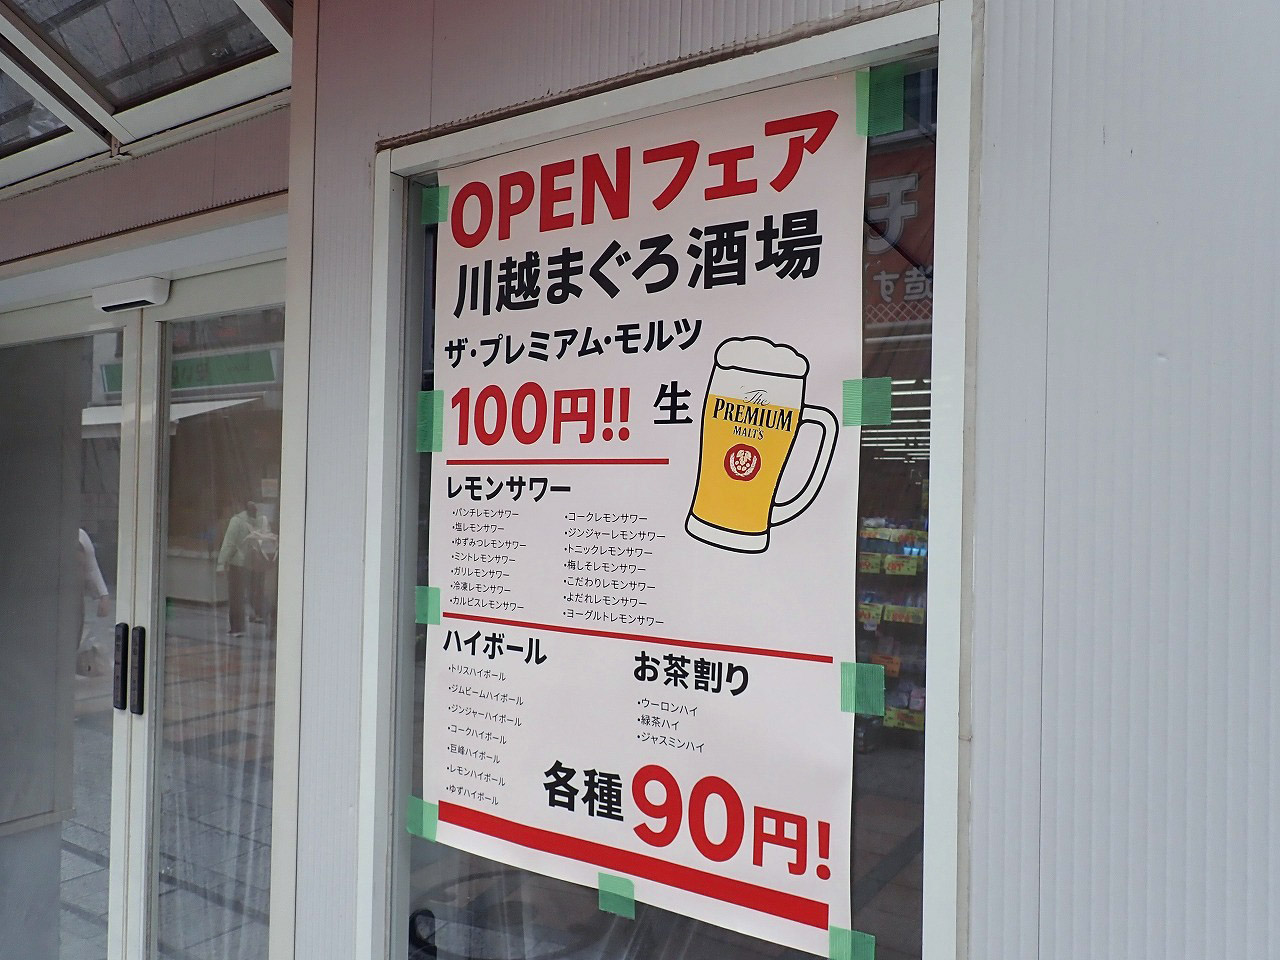 OPENフェア
川越まぐろ酒場
ザ・プレミアム・モルツ
100円!! 生
The
PREMIUM
MALT'S
レモンサワー
・パンチレモンサワー
・塩レモンサワー
・ゆずみつレモンサワー
・ミントレモンサワー
・ガリレモンサワー
・冷凍レモンサワー
・カルピスレモンサワー
・コークレモンサワー
・ジンジャーレモンサワー
・トニックレモンサワー
・梅しそレモンサワー
・こだわりレモンサワー
・よだれレモンサワー
・ヨーグルトレモンサワー
ハイボール
・トリスハイボール
・ジムビームハイボール
・ジンジャーハイボール
・コークハイボール
・巨峰ハイボール
・レモンハイボール
・ゆずハイボール
お茶割り
・ウーロンハイ
・緑茶ハイ
・ジャスミンハイ
各種90円!